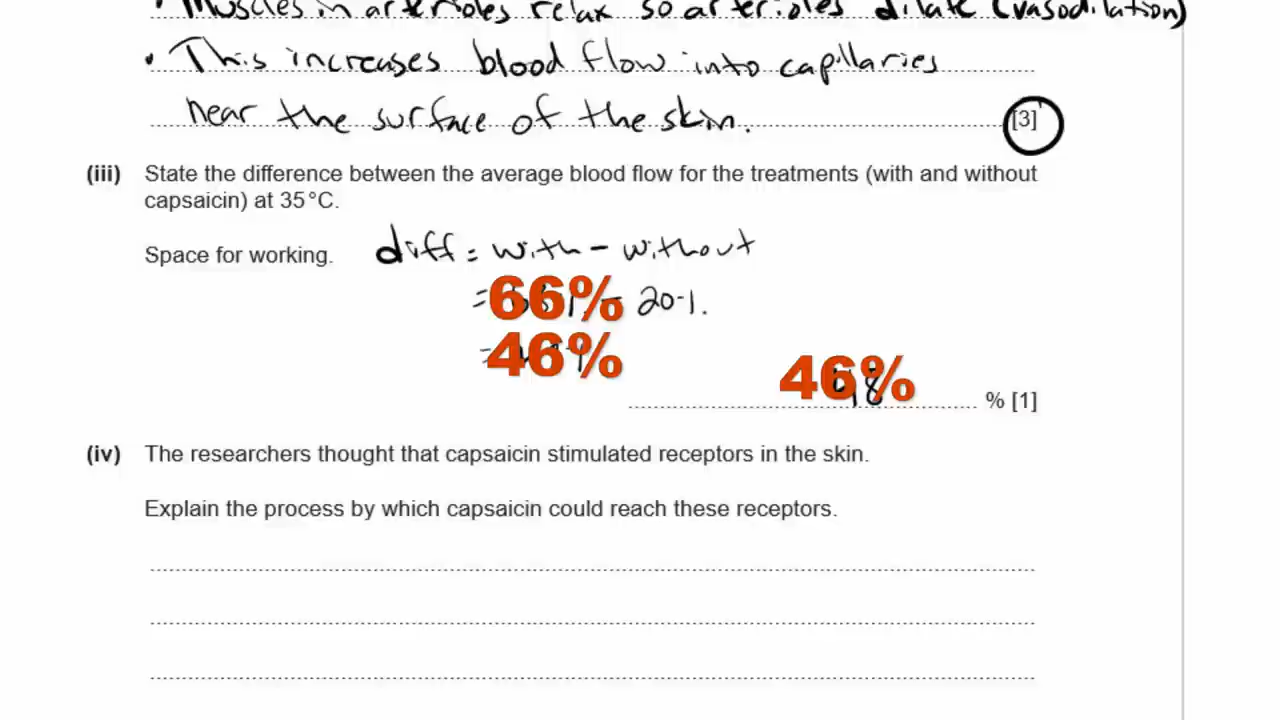 • Muscles in arterioles relax so arterioles dilate (vasodilation)
• This increases blood flow into capillaries
near the surface of the skin.
[3]
(iii) State the difference between the average blood flow for the treatments (with and without
capsaicin) at 35 °C.
Space for working. diff = with - without
= 66% - 20%.
= 46%
46% % [1]
(iv) The researchers thought that capsaicin stimulated receptors in the skin.
Explain the process by which capsaicin could reach these receptors.